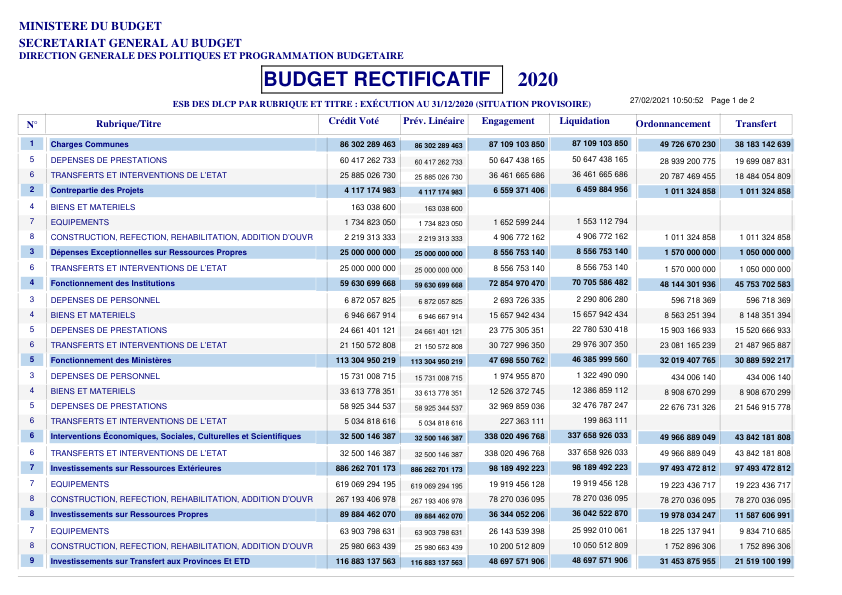 MINISTERE DU BUDGET
SECRETARIAT GENERAL AU BUDGET
DIRECTION GENERALE DES POLITIQUES ET PROGRAMMATION BUDGETAIRE
BUDGET RECTIFICATIF 2020
ESB DES DLCP PAR RUBRIQUE ET TITRE : EXÉCUTION AU 31/12/2020 (SITUATION PROVISOIRE) 27/02/2021 10:50:52 Page 1 de 2
N° Rubrique/Titre Crédit Voté Prév. Linéaire Engagement Liquidation Ordonnancement Transfert
1 Charges Communes 86 302 289 463 86 302 289 463 87 109 103 850 87 109 103 850 49 726 670 230 38 183 142 639
5 DEPENSES DE PRESTATIONS 60 417 262 733 60 417 262 733 50 647 438 165 50 647 438 165 28 939 200 775 19 699 087 831
6 TRANSFERTS ET INTERVENTIONS DE L'ETAT 25 885 026 730 25 885 026 730 36 461 665 686 36 461 665 686 20 787 469 455 18 484 054 809
2 Contrepartie des Projets 4 117 174 983 4 117 174 983 6 559 371 406 6 459 884 956 1 011 324 858 1 011 324 858
4 BIENS ET MATERIELS 163 038 600 163 038 600
7 EQUIPEMENTS 1 734 823 050 1 734 823 050 1 652 599 244 1 553 112 794
8 CONSTRUCTION, REFECTION, REHABILITATION, ADDITION D'OUVR 2 219 313 333 2 219 313 333 4 906 772 162 4 906 772 162 1 011 324 858 1 011 324 858
3 Dépenses Exceptionnelles sur Ressources Propres 25 000 000 000 25 000 000 000 8 556 753 140 8 556 753 140 1 570 000 000 1 050 000 000
6 TRANSFERTS ET INTERVENTIONS DE L'ETAT 25 000 000 000 25 000 000 000 8 556 753 140 8 556 753 140 1 570 000 000 1 050 000 000
4 Fonctionnement des Institutions 59 630 699 668 59 630 699 668 72 854 970 470 70 705 586 482 48 144 301 936 45 753 702 583
3 DEPENSES DE PERSONNEL 6 872 057 825 6 872 057 825 2 693 726 335 2 290 806 280 596 718 369 596 718 369
4 BIENS ET MATERIELS 6 946 667 914 6 946 667 914 15 657 942 434 15 657 942 434 8 563 251 394 8 148 351 394
5 DEPENSES DE PRESTATIONS 24 661 401 121 24 661 401 121 23 775 305 351 22 780 530 418 15 903 166 933 15 520 666 933
6 TRANSFERTS ET INTERVENTIONS DE L'ETAT 21 150 572 808 21 150 572 808 30 727 996 350 29 976 307 350 23 081 165 239 21 487 965 887
5 Fonctionnement des Ministères 113 304 950 219 113 304 950 219 47 698 550 762 46 385 999 560 32 019 407 765 30 889 592 217
3 DEPENSES DE PERSONNEL 15 731 008 715 15 731 008 715 1 974 955 870 1 322 490 090 434 006 140 434 006 140
4 BIENS ET MATERIELS 33 613 778 351 33 613 778 351 12 526 372 745 12 386 859 112 8 908 670 299 8 908 670 299
5 DEPENSES DE PRESTATIONS 58 925 344 537 58 925 344 537 32 969 859 036 32 476 787 247 22 676 731 326 21 546 915 778
6 TRANSFERTS ET INTERVENTIONS DE L'ETAT 5 034 818 616 5 034 818 616 227 363 111 199 863 111
6 Interventions Économiques, Sociales, Culturelles et Scientifiques 32 500 146 387 32 500 146 387 338 020 496 768 337 658 926 033 49 966 889 049 43 842 181 808
6 TRANSFERTS ET INTERVENTIONS DE L'ETAT 32 500 146 387 32 500 146 387 338 020 496 768 337 658 926 033 49 966 889 049 43 842 181 808
7 Investissements sur Ressources Extérieures 886 262 701 173 886 262 701 173 98 189 492 223 98 189 492 223 97 493 472 812 97 493 472 812
7 EQUIPEMENTS 619 069 294 195 619 069 294 195 19 919 456 128 19 919 456 128 19 223 436 717 19 223 436 717
8 CONSTRUCTION, REFECTION, REHABILITATION, ADDITION D'OUVR 267 193 406 978 267 193 406 978 78 270 036 095 78 270 036 095 78 270 036 095 78 270 036 095
8 Investissements sur Ressources Propres 89 884 462 070 89 884 462 070 36 344 052 206 36 042 522 870 19 978 034 247 11 587 606 991
7 EQUIPEMENTS 63 903 798 631 63 903 798 631 26 143 539 398 25 992 010 061 18 225 137 941 9 834 710 685
8 CONSTRUCTION, REFECTION, REHABILITATION, ADDITION D'OUVR 25 980 663 439 25 980 663 439 10 200 512 809 10 050 512 809 1 752 896 306 1 752 896 306
9 Investissements sur Transfert aux Provinces Et ETD 116 883 137 563 116 883 137 563 48 697 571 906 48 697 571 906 31 453 875 955 21 519 100 199